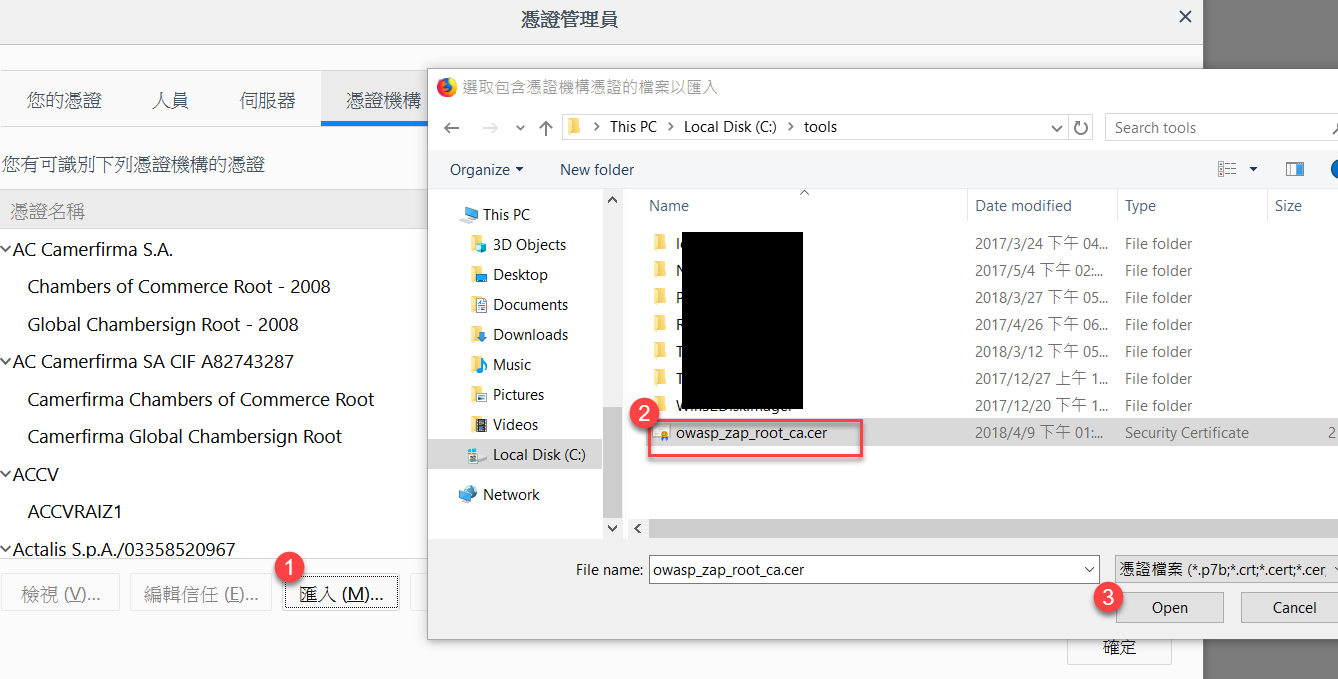 憑證管理員
您的憑證 人員 伺服器 憑證機構
您有可識別下列憑證機構的憑證
憑證名稱
AC Camerfirma S.A.
Chambers of Commerce Root - 2008
Global Chambersign Root - 2008
AC Camerfirma SA CIF A82743287
Camerfirma Chambers of Commerce Root
Camerfirma Global Chambersign Root
ACCV
ACCVRAIZ1
Actalis S.p.A./03358520967
1
檢視 (V)... 編輯信任 (E)... 匯入 (M)...
確定
選取包含憑證機構憑證的檔案以匯入
This PC Local Disk (C:) tools
Search tools
Organize New folder
This PC
3D Objects
Desktop
Documents
Downloads
Music
Pictures
Videos
Local Disk (C:)
Network
Name Date modified Type Size
2017/3/24 下午 04... File folder
N 2017/5/4 下午 02:... File folder
P 2018/3/27 下午 05... File folder
R 2017/4/26 下午 06... File folder
T 2018/3/12 下午 05... File folder
T 2017/12/27 上午 1... File folder
2017/12/20 下午 1... File folder
2
owasp_zap_root_ca.cer 2018/4/9 下午 01:... Security Certificate 2
File name: owasp_zap_root_ca.cer 憑證檔案 (*.p7b;*.crt;*.cert;*.cer,
3
Open Cancel